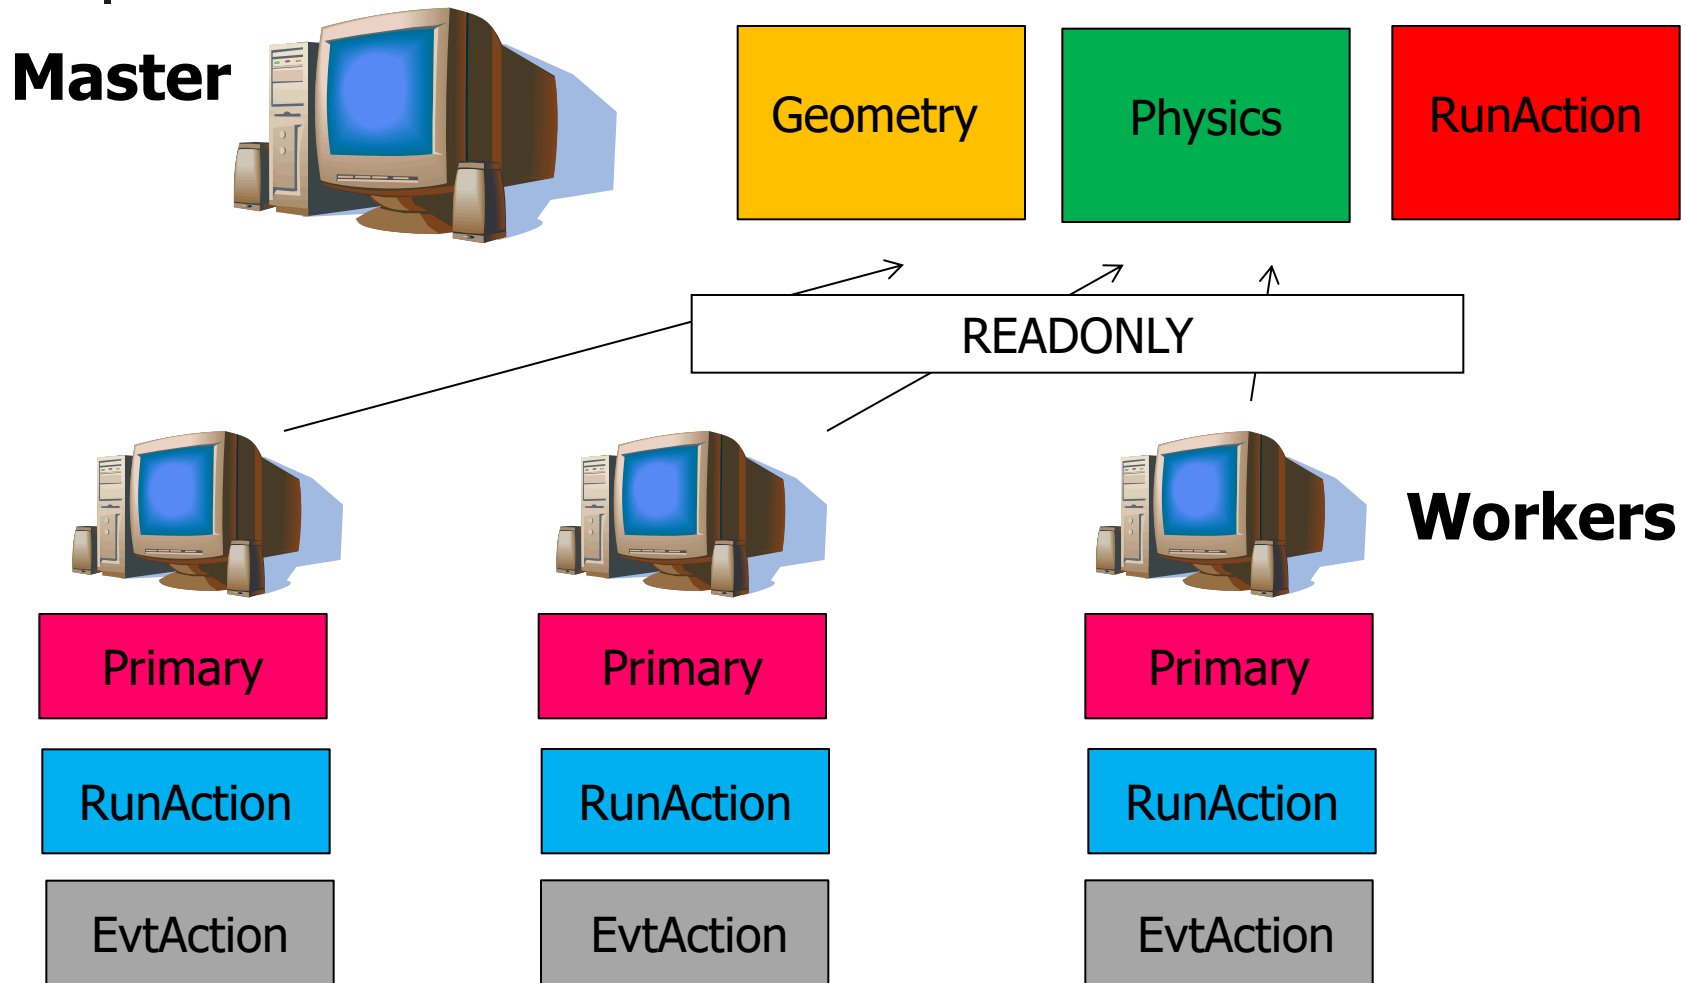 Master
Geometry
Physics
RunAction
READONLY
Workers
Primary
Primary
Primary
RunAction
RunAction
RunAction
EvtAction
EvtAction
EvtAction